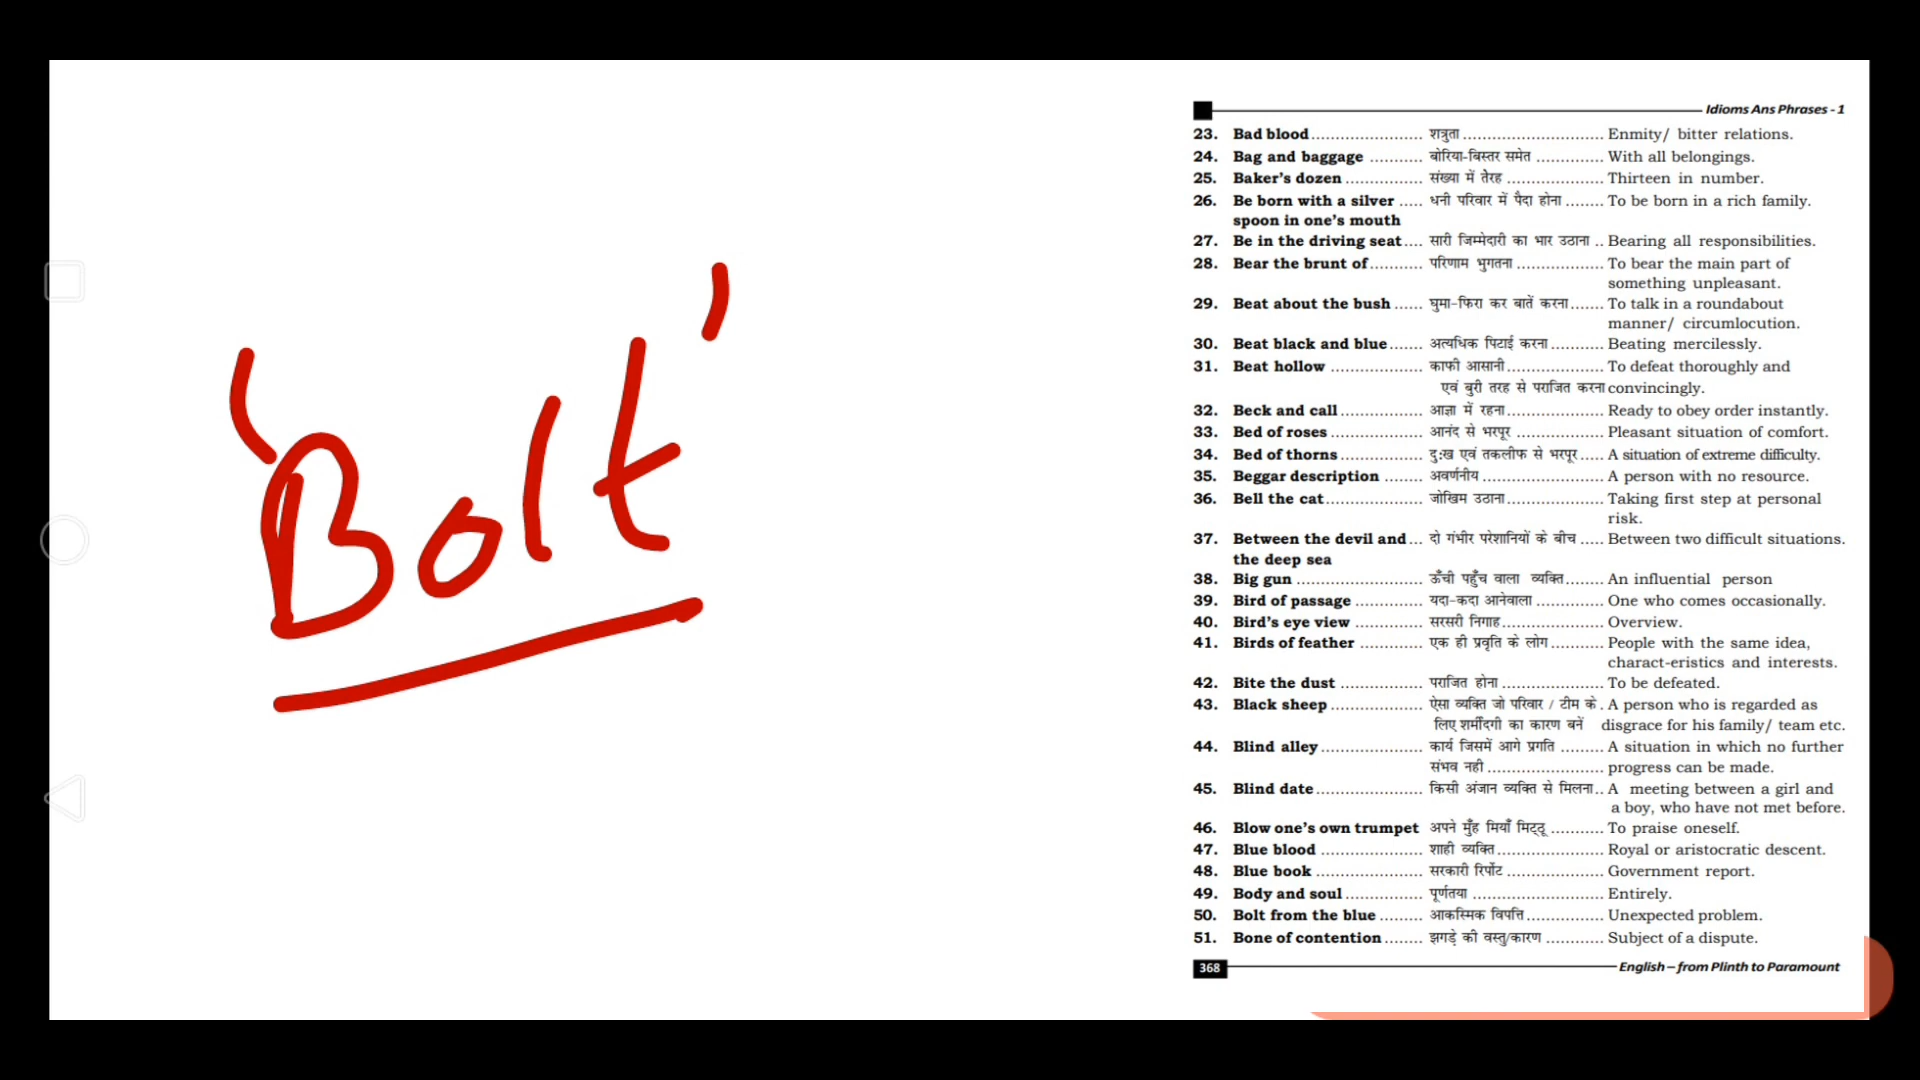 'Bolt'
Idioms Ans Phrases - 1
23. Bad blood ....................... शत्रुता ............................. Enmity/ bitter relations.
24. Bag and baggage ........... बोरिया-बिस्तर समेत .............. With all belongings.
25. Baker's dozen ................ संख्या में तेरह .................... Thirteen in number.
26. Be born with a silver ..... धनी परिवार में पैदा होना ........ To be born in a rich family.
spoon in one's mouth
27. Be in the driving seat .... सारी जिम्मेदारी का भार उठाना .. Bearing all responsibilities.
28. Bear the brunt of ........... परिणाम भुगतना .................. To bear the main part of
something unpleasant.
29. Beat about the bush ...... घुमा-फिरा कर बातें करना ....... To talk in a roundabout
manner/ circumlocution.
30. Beat black and blue ....... अत्यधिक पिटाई करना ........... Beating mercilessly.
31. Beat hollow ................... काफी आसानी .................... To defeat thoroughly and
एवं बुरी तरह से पराजित करना convincingly.
32. Beck and call ................. आज्ञा में रहना .................... Ready to obey order instantly.
33. Bed of roses ................... आनंद से भरपूर .................. Pleasant situation of comfort.
34. Bed of thorns ................. दु:ख एवं तकलीफ से भरपूर ..... A situation of extreme difficulty.
35. Beggar description ........ अवर्णनीय ......................... A person with no resource.
36. Bell the cat .................... जोखिम उठाना .................... Taking first step at personal
risk.
37. Between the devil and ... दो गंभीर परेशानियों के बीच ..... Between two difficult situations.
the deep sea
38. Big gun .......................... ऊँची पहुँच वाला व्यक्ति ........ An influential person
39. Bird of passage .............. यदा-कदा आनेवाला .............. One who comes occasionally.
40. Bird's eye view .............. सरसरी निगाह ..................... Overview.
41. Birds of feather ............. एक ही प्रवृति के लोग ........... People with the same idea,
charact-eristics and interests.
42. Bite the dust ................. पराजित होना ..................... To be defeated.
43. Black sheep ................... ऐसा व्यक्ति जो परिवार / टीम के . A person who is regarded as
लिए शर्मींदगी का कारण बनें disgrace for his family/ team etc.
44. Blind alley ..................... कार्य जिसमें आगे प्रगति ......... A situation in which no further
संभव नही ........................ progress can be made.
45. Blind date ...................... किसी अंजान व्यक्ति से मिलना .. A meeting between a girl and
a boy, who have not met before.
46. Blow one's own trumpet अपने मुँह मियाँ मिट्ठू ........... To praise oneself.
47. Blue blood ..................... शाही व्यक्ति ...................... Royal or aristocratic descent.
48. Blue book ...................... सरकारी रिर्पोट .................... Government report.
49. Body and soul ................ पूर्णतया ........................... Entirely.
50. Bolt from the blue ......... आकस्मिक विपत्ति ................ Unexpected problem.
51. Bone of contention ........ झगड़े की वस्तु/कारण ............ Subject of a dispute.
368 English – from Plinth to Paramount